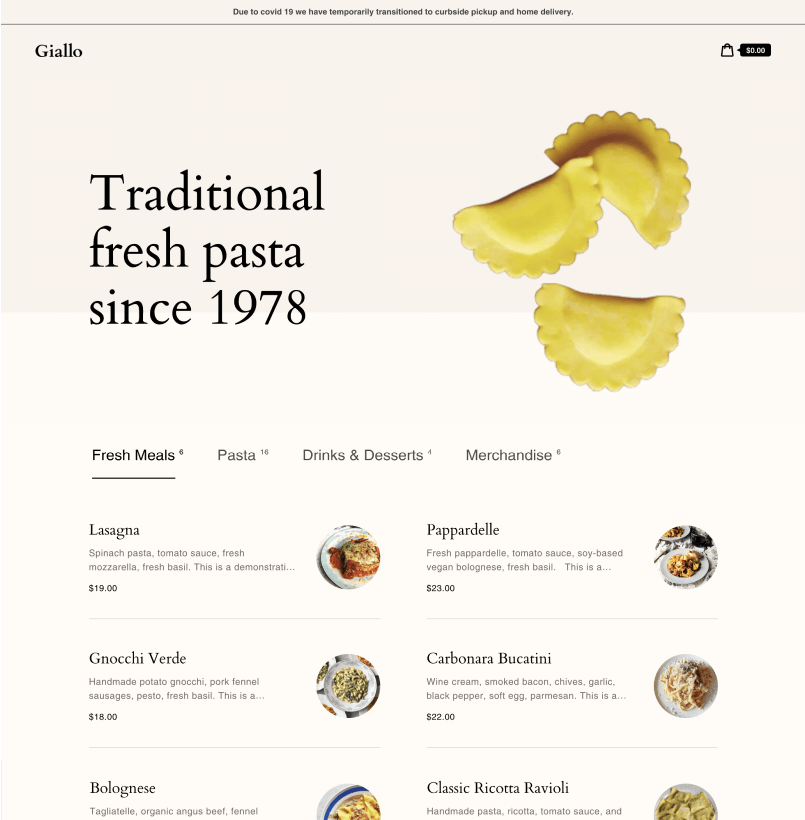 Due to covid 19 we have temporarily transitioned to curbside pickup and home delivery.
Giallo
$0.00
Traditional
fresh pasta
since 1978
Fresh Meals 6
Pasta 16
Drinks & Desserts 4
Merchandise 6
Lasagna
Spinach pasta, tomato sauce, fresh
mozzarella, fresh basil. This is a demonstrati...
$19.00
Pappardelle
Fresh pappardelle, tomato sauce, soy-based
vegan bolognese, fresh basil. This is a...
$23.00
Gnocchi Verde
Handmade potato gnocchi, pork fennel
sausages, pesto, fresh basil. This is a...
$18.00
Carbonara Bucatini
Wine cream, smoked bacon, chives, garlic,
black pepper, soft egg, parmesan. This is a...
$22.00
Bolognese
Tagliatelle, organic angus beef, fennel
Classic Ricotta Ravioli
Handmade pasta, ricotta, tomato sauce, and